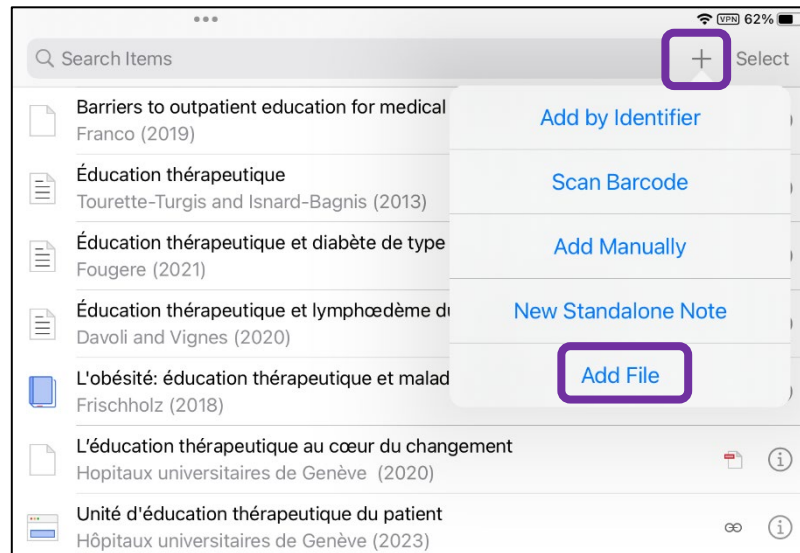 VPN 62%
Search Items
Select
Barriers to outpatient education for medical
Franco (2019)
Éducation thérapeutique
Tourette-Turgis and Isnard-Bagnis (2013)
Éducation thérapeutique et diabète de type
Fougere (2021)
Éducation thérapeutique et lymphœdème du
Davoli and Vignes (2020)
L'obésité: éducation thérapeutique et malad
Frischholz (2018)
L’éducation thérapeutique au cœur du changement
Hopitaux universitaires de Genève (2020)
Unité d'éducation thérapeutique du patient
Hôpitaux universitaires de Genève (2023)
Add by Identifier
Scan Barcode
Add Manually
New Standalone Note
Add File